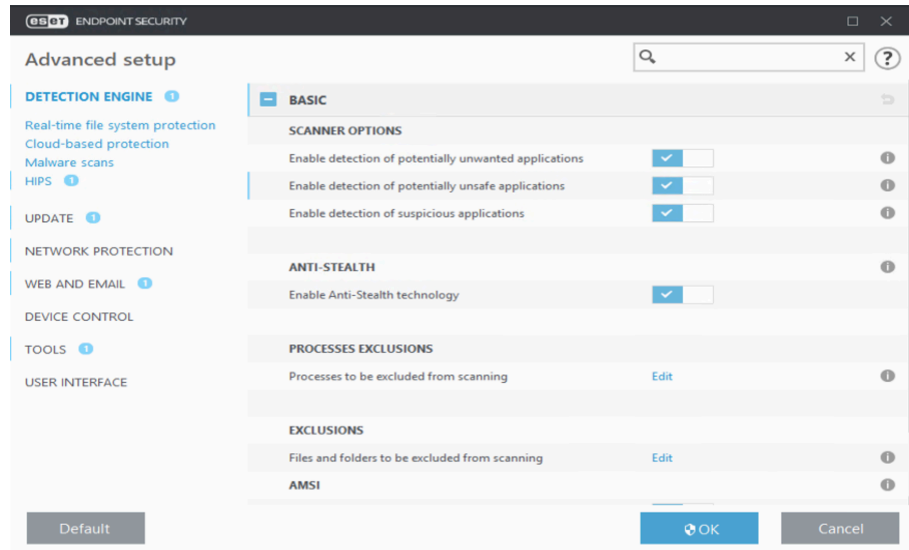 eset ENDPOINT SECURITY
Advanced setup
?
DETECTION ENGINE 1
Real-time file system protection
Cloud-based protection
Malware scans
HIPS 1
UPDATE 1
NETWORK PROTECTION
WEB AND EMAIL 1
DEVICE CONTROL
TOOLS 1
USER INTERFACE
BASIC
SCANNER OPTIONS
Enable detection of potentially unwanted applications
Enable detection of potentially unsafe applications
Enable detection of suspicious applications
ANTI-STEALTH
Enable Anti-Stealth technology
PROCESSES EXCLUSIONS
Processes to be excluded from scanning Edit
EXCLUSIONS
Files and folders to be excluded from scanning Edit
AMSI
Default
OK
Cancel